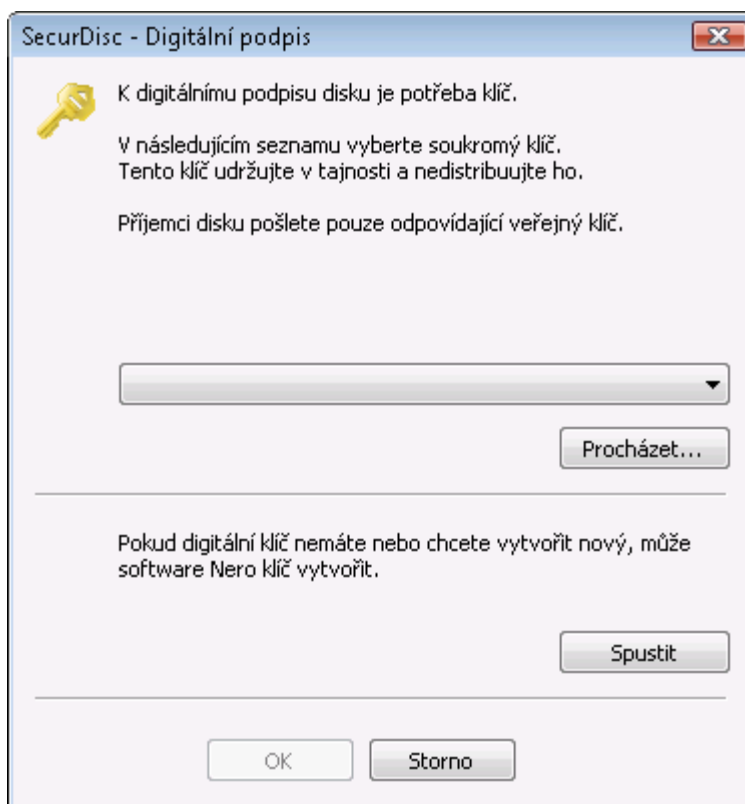 SecurDisc - Digitální podpis
K digitálnímu podpisu disku je potřeba klíč.
V následujícím seznamu vyberte soukromý klíč.
Tento klíč udržujte v tajnosti a nedistribuujte ho.
Příjemci disku pošlete pouze odpovídající veřejný klíč.
Procházet...
Pokud digitální klíč nemáte nebo chcete vytvořit nový, může
software Nero klíč vytvořit.
Spustit
OK
Storno